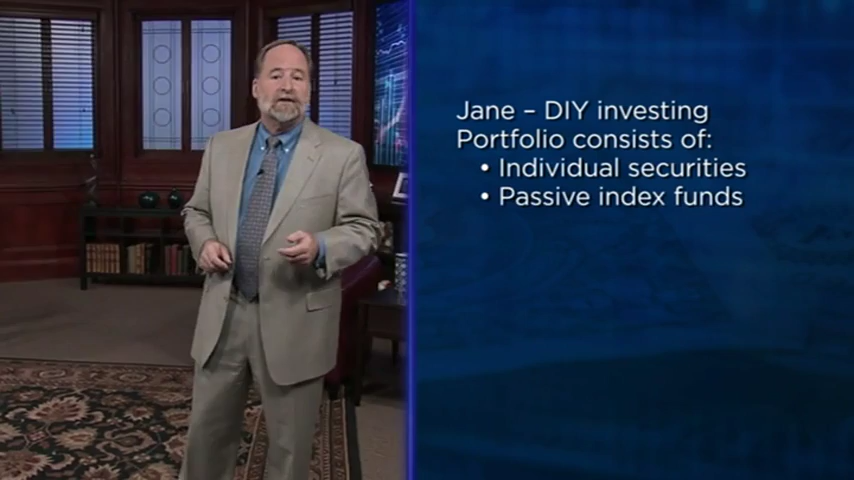 Jane – DIY investing
Portfolio consists of:
• Individual securities
• Passive index funds